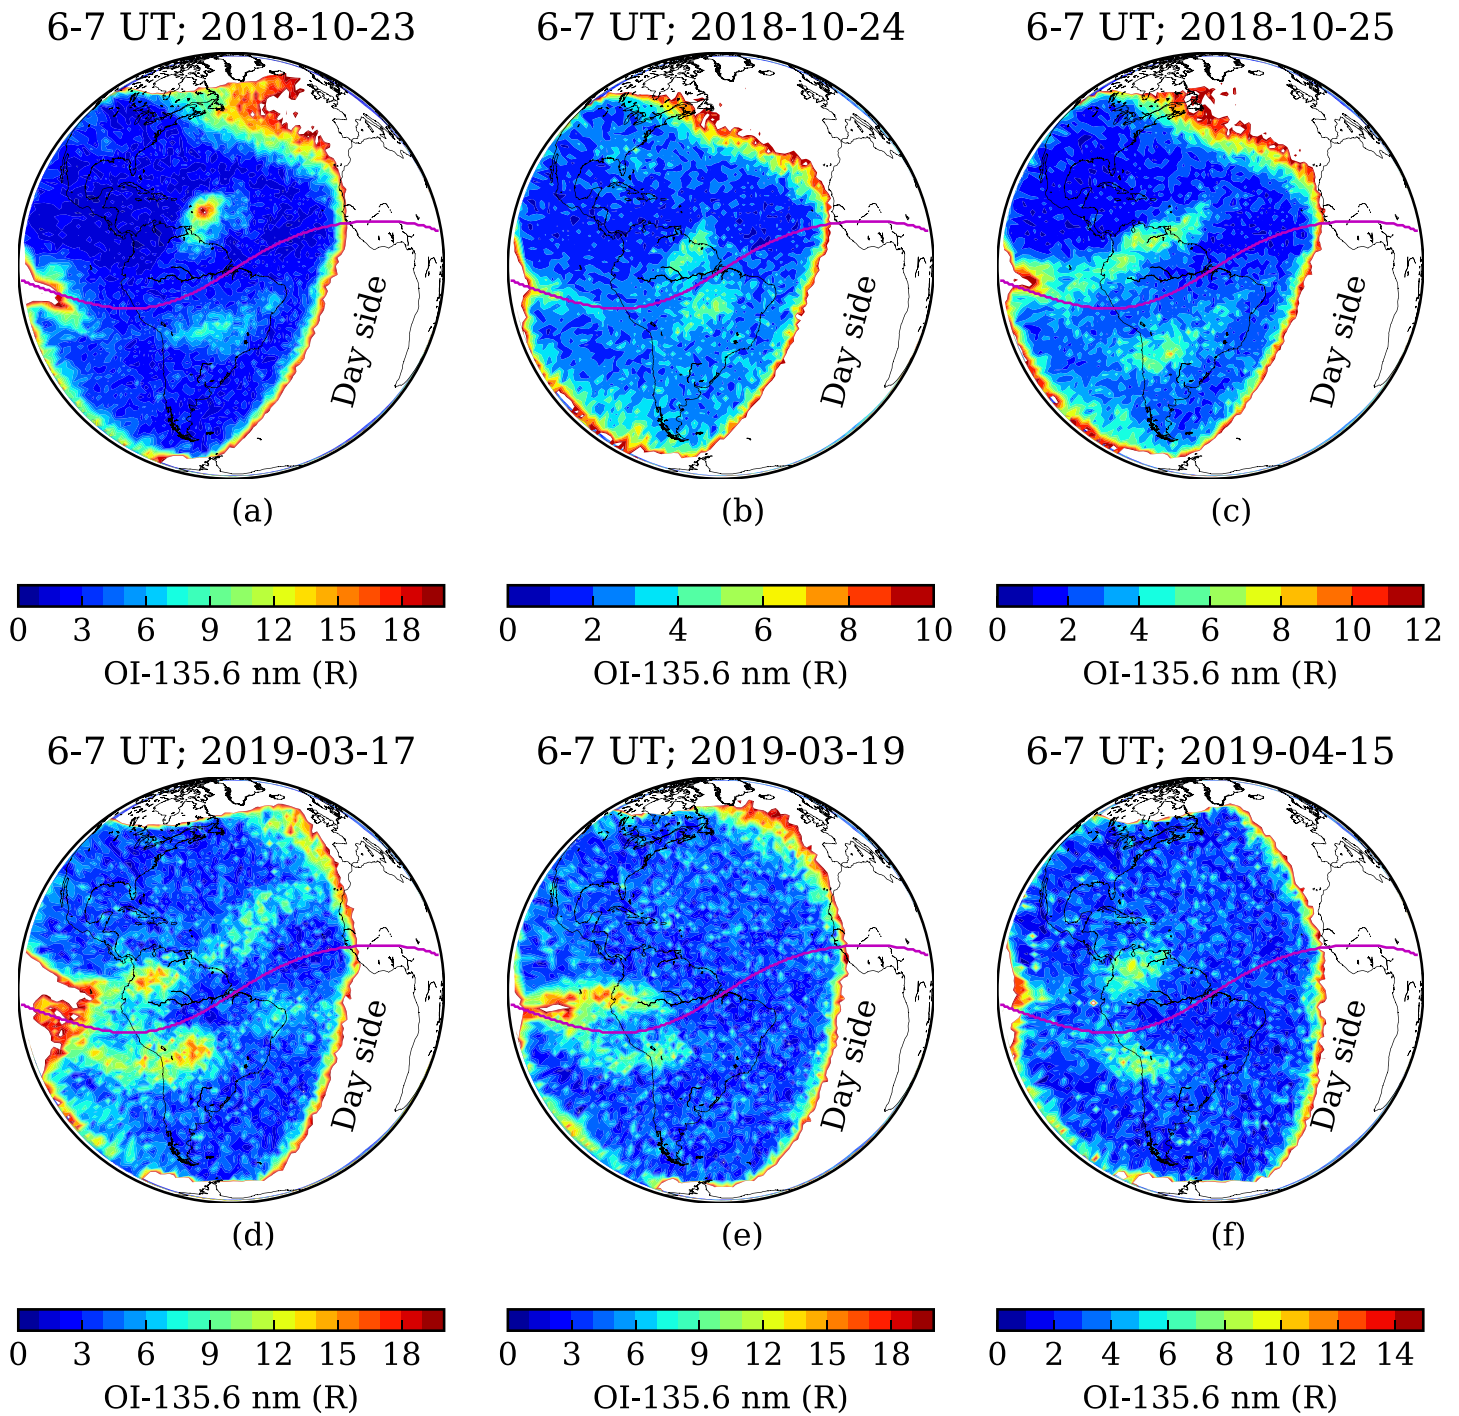 6-7 UT; 2018-10-23
6-7 UT; 2018-10-24
6-7 UT; 2018-10-25
Day side
Day side
Day side
(a)
(b)
(c)
0 3 6 9 12 15 18
0 2 4 6 8 10
0 2 4 6 8 10 12
OI-135.6 nm (R)
OI-135.6 nm (R)
OI-135.6 nm (R)
6-7 UT; 2019-03-17
6-7 UT; 2019-03-19
6-7 UT; 2019-04-15
Day side
Day side
Day side
(d)
(e)
(f)
0 3 6 9 12 15 18
0 3 6 9 12 15 18
0 2 4 6 8 10 12 14
OI-135.6 nm (R)
OI-135.6 nm (R)
OI-135.6 nm (R)